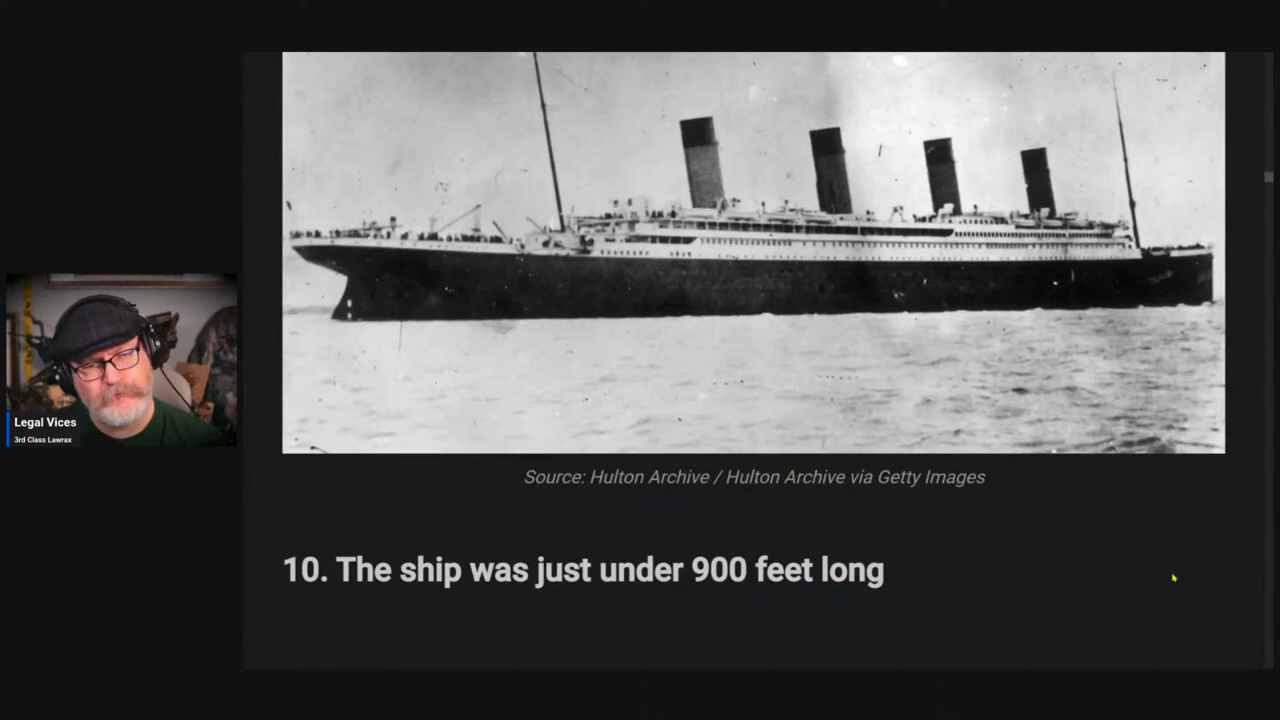 Legal Vices
3rd Class Lawrax
Source: Hulton Archive / Hulton Archive via Getty Images
10. The ship was just under 900 feet long